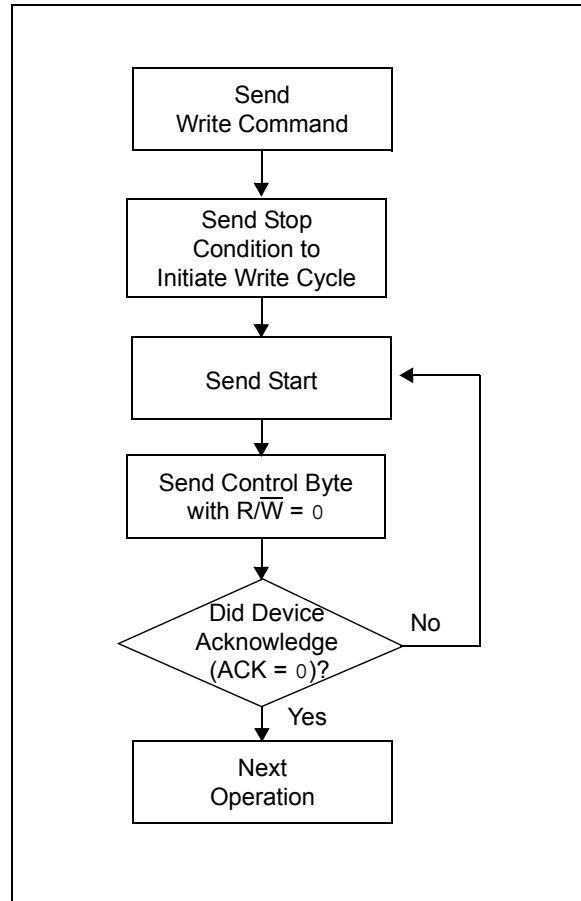 Send
Write Command
Send Stop
Condition to
Initiate Write Cycle
Send Start
Send Control Byte
with R/W̅ = 0
Did Device
Acknowledge
(ACK = 0)?
No
Yes
Next
Operation